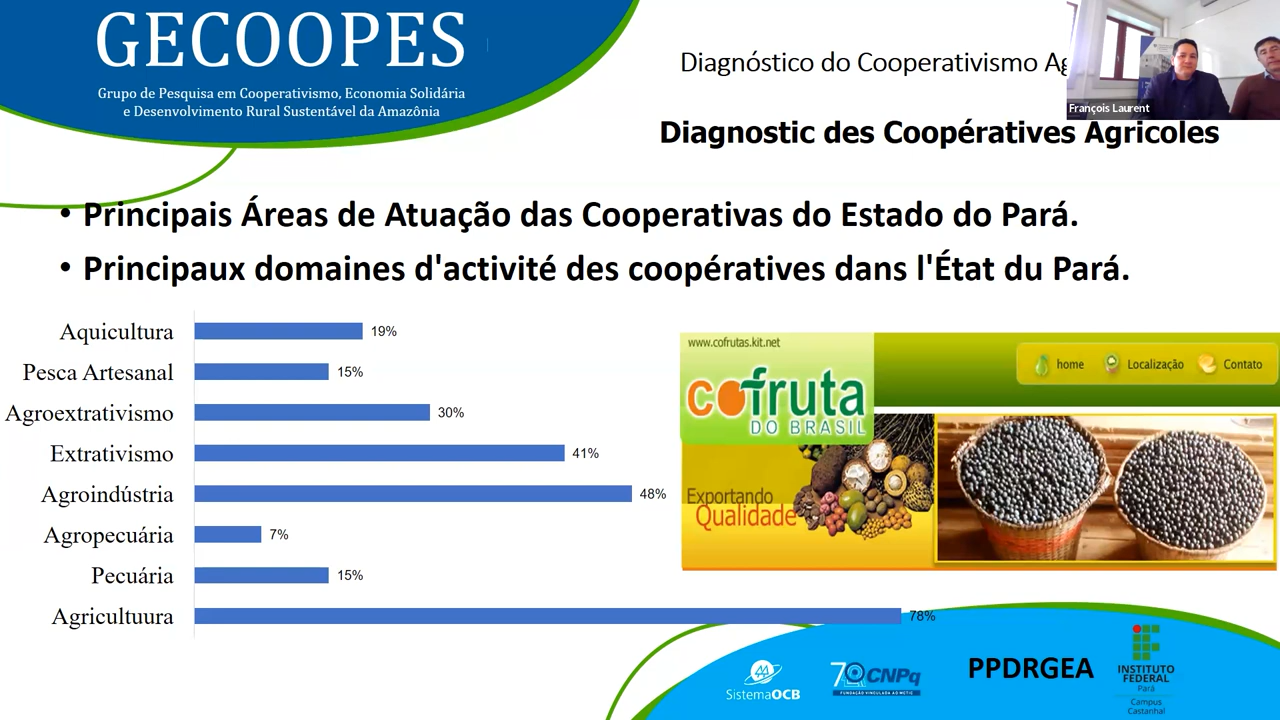 GECOOPES
Grupo de Pesquisa em Cooperativismo, Economia Solidária
e Desenvolvimento Rural Sustentável da Amazônia
Diagnóstico do Cooperativismo
François Laurent
Diagnostic des Coopératives Agricoles
• Principais Áreas de Atuação das Cooperativas do Estado do Pará.
• Principaux domaines d'activité des coopératives dans l'État du Pará.
Aquicultura 19%
Pesca Artesanal 15%
Agroextrativismo 30%
Extrativismo 41%
Agroindústria 48%
Agropecuária 7%
Pecuária 15%
Agricultuura 78%
www.cofrutas.kit.net
cofruta
DO BRASIL
home Localização Contato
Exportando
Qualidade
SistemaOCB
70 CNPq
FUNDAÇÃO VINCULADA AO MCTIC
PPDRGEA
INSTITUTO
FEDERAL
Pará
Campus
Castanhal